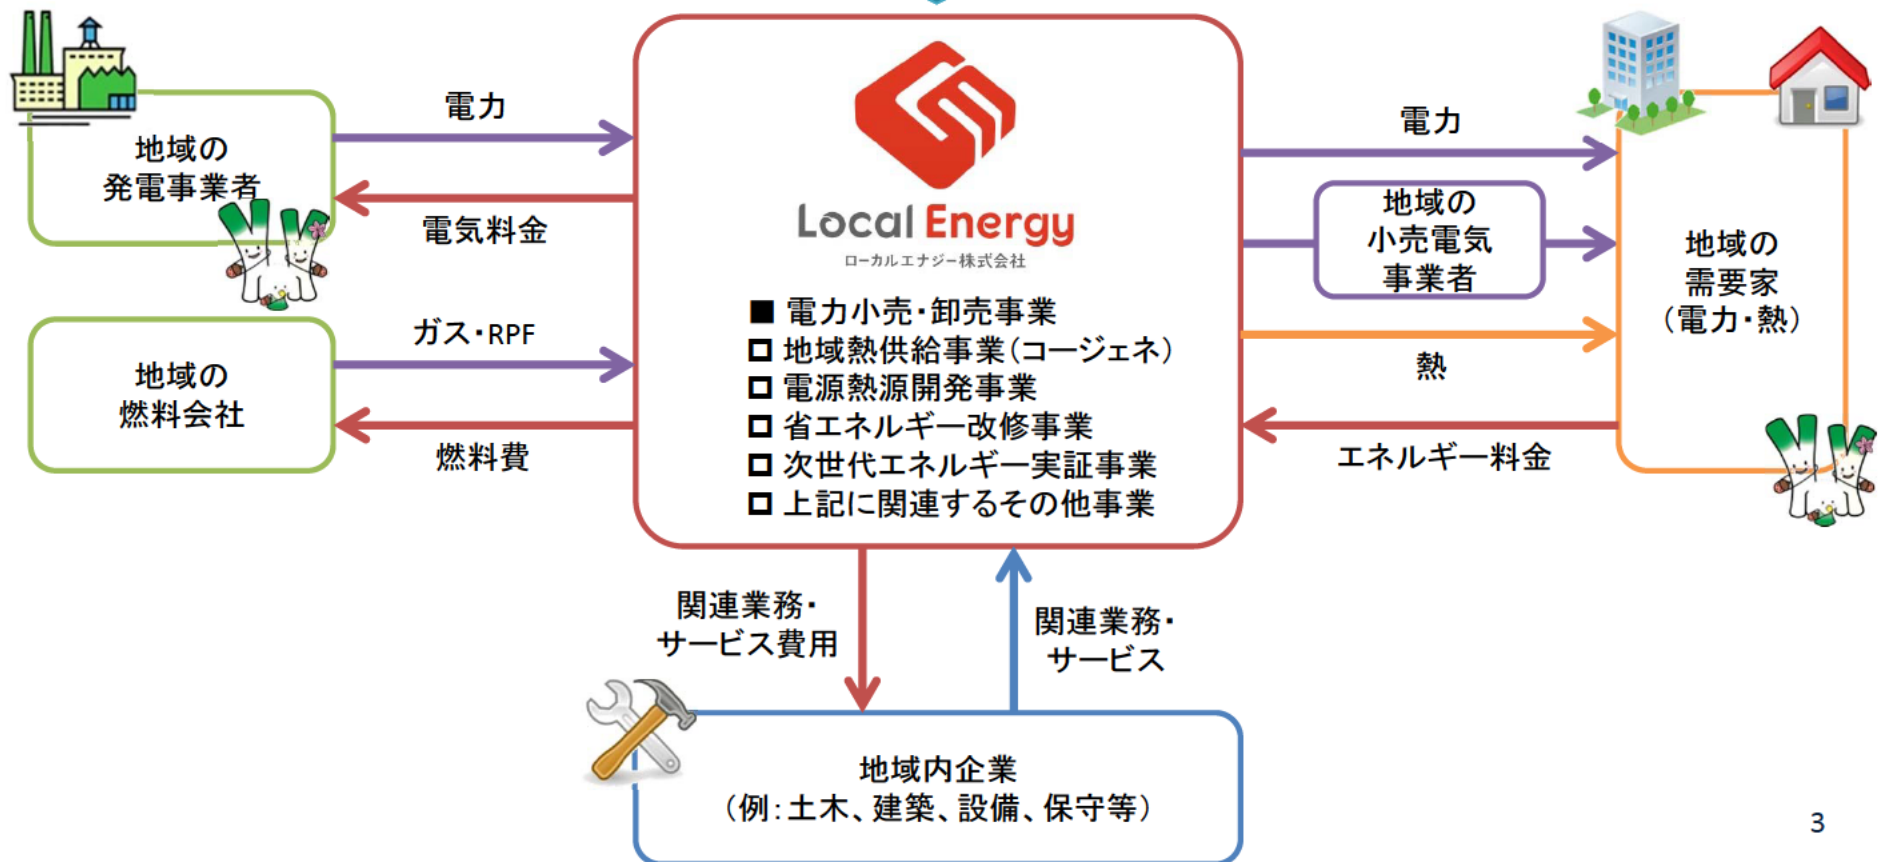 電力
地域の
発電事業者
電気料金
ガス・RPF
地域の
燃料会社
燃料費
Local Energy
ローカルエナジー株式会社
■ 電力小売・卸売事業
□ 地域熱供給事業（コージェネ）
□ 電源熱源開発事業
□ 省エネルギー改修事業
□ 次世代エネルギー実証事業
□ 上記に関連するその他事業
電力
地域の
小売電気
事業者
熱
エネルギー料金
地域の
需要家
（電力・熱）
関連業務・
サービス費用
関連業務・
サービス
地域内企業
（例：土木、建築、設備、保守等）
3